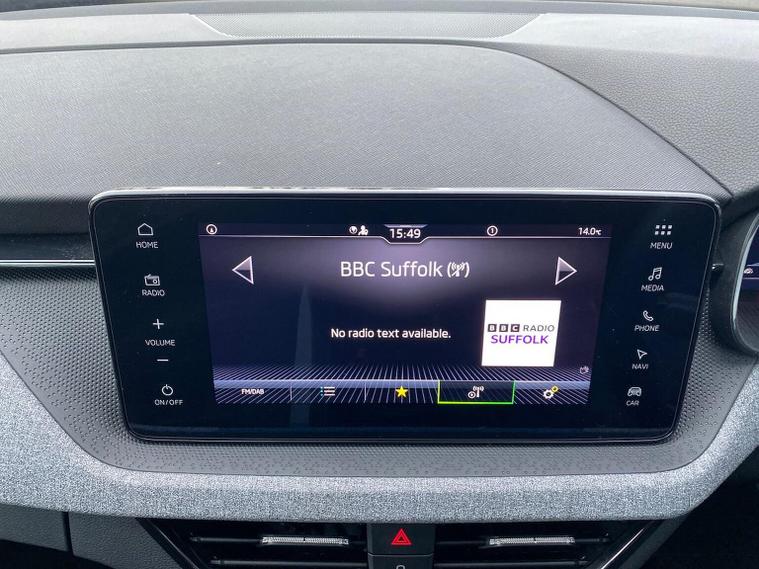 15:49
14.0°C
HOME
RADIO
VOLUME
ON/OFF
BBC Suffolk
No radio text available.
BBC RADIO
SUFFOLK
FM/DAB
MENU
MEDIA
PHONE
NAVI
CAR